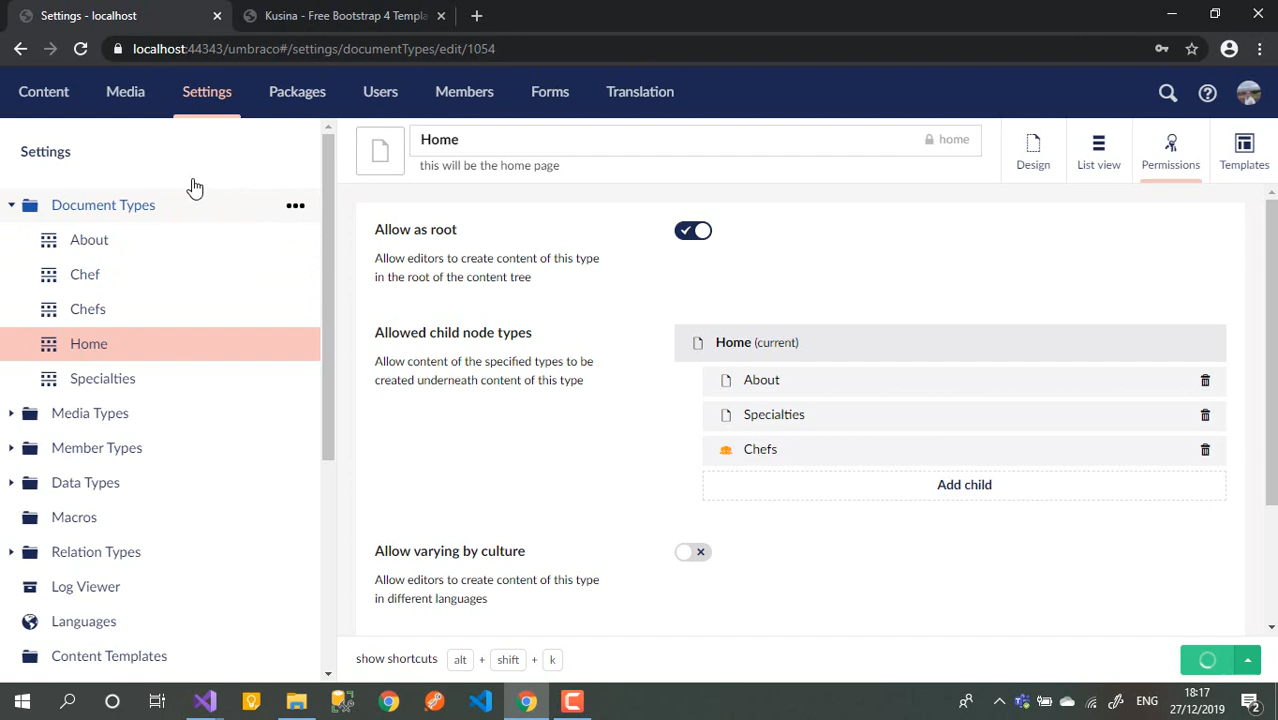 Settings - localhost
Kusina - Free Bootstrap 4 Templa
localhost:44343/umbraco#/settings/documentTypes/edit/1054
Content
Media
Settings
Packages
Users
Members
Forms
Translation
Settings
Document Types
About
Chef
Chefs
Home
Specialties
Media Types
Member Types
Data Types
Macros
Relation Types
Log Viewer
Languages
Content Templates
Home
home
this will be the home page
Design
List view
Permissions
Templates
Allow as root
Allow editors to create content of this type
in the root of the content tree
Allowed child node types
Allow content of the specified types to be
created underneath content of this type
Home (current)
About
Specialties
Chefs
Add child
Allow varying by culture
Allow editors to create content of this type
in different languages
show shortcuts alt + shift + k
ENG
18:17
27/12/2019
2